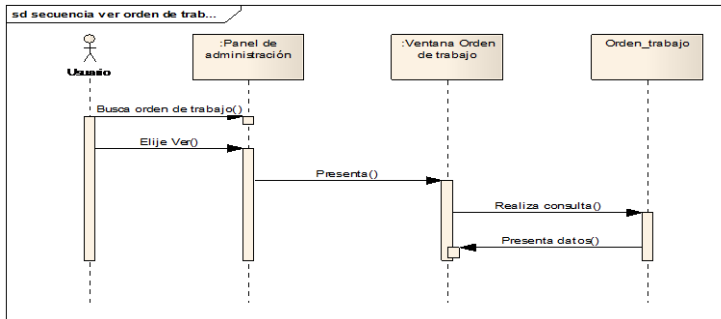 sd secuencia ver orden de trab...
Usuario
:Panel de
administración
:Ventana Orden
de trabajo
Orden_trabajo
Busca orden de trabajo()
Elije Ver()
Presenta()
Realiza consulta()
Presenta datos()